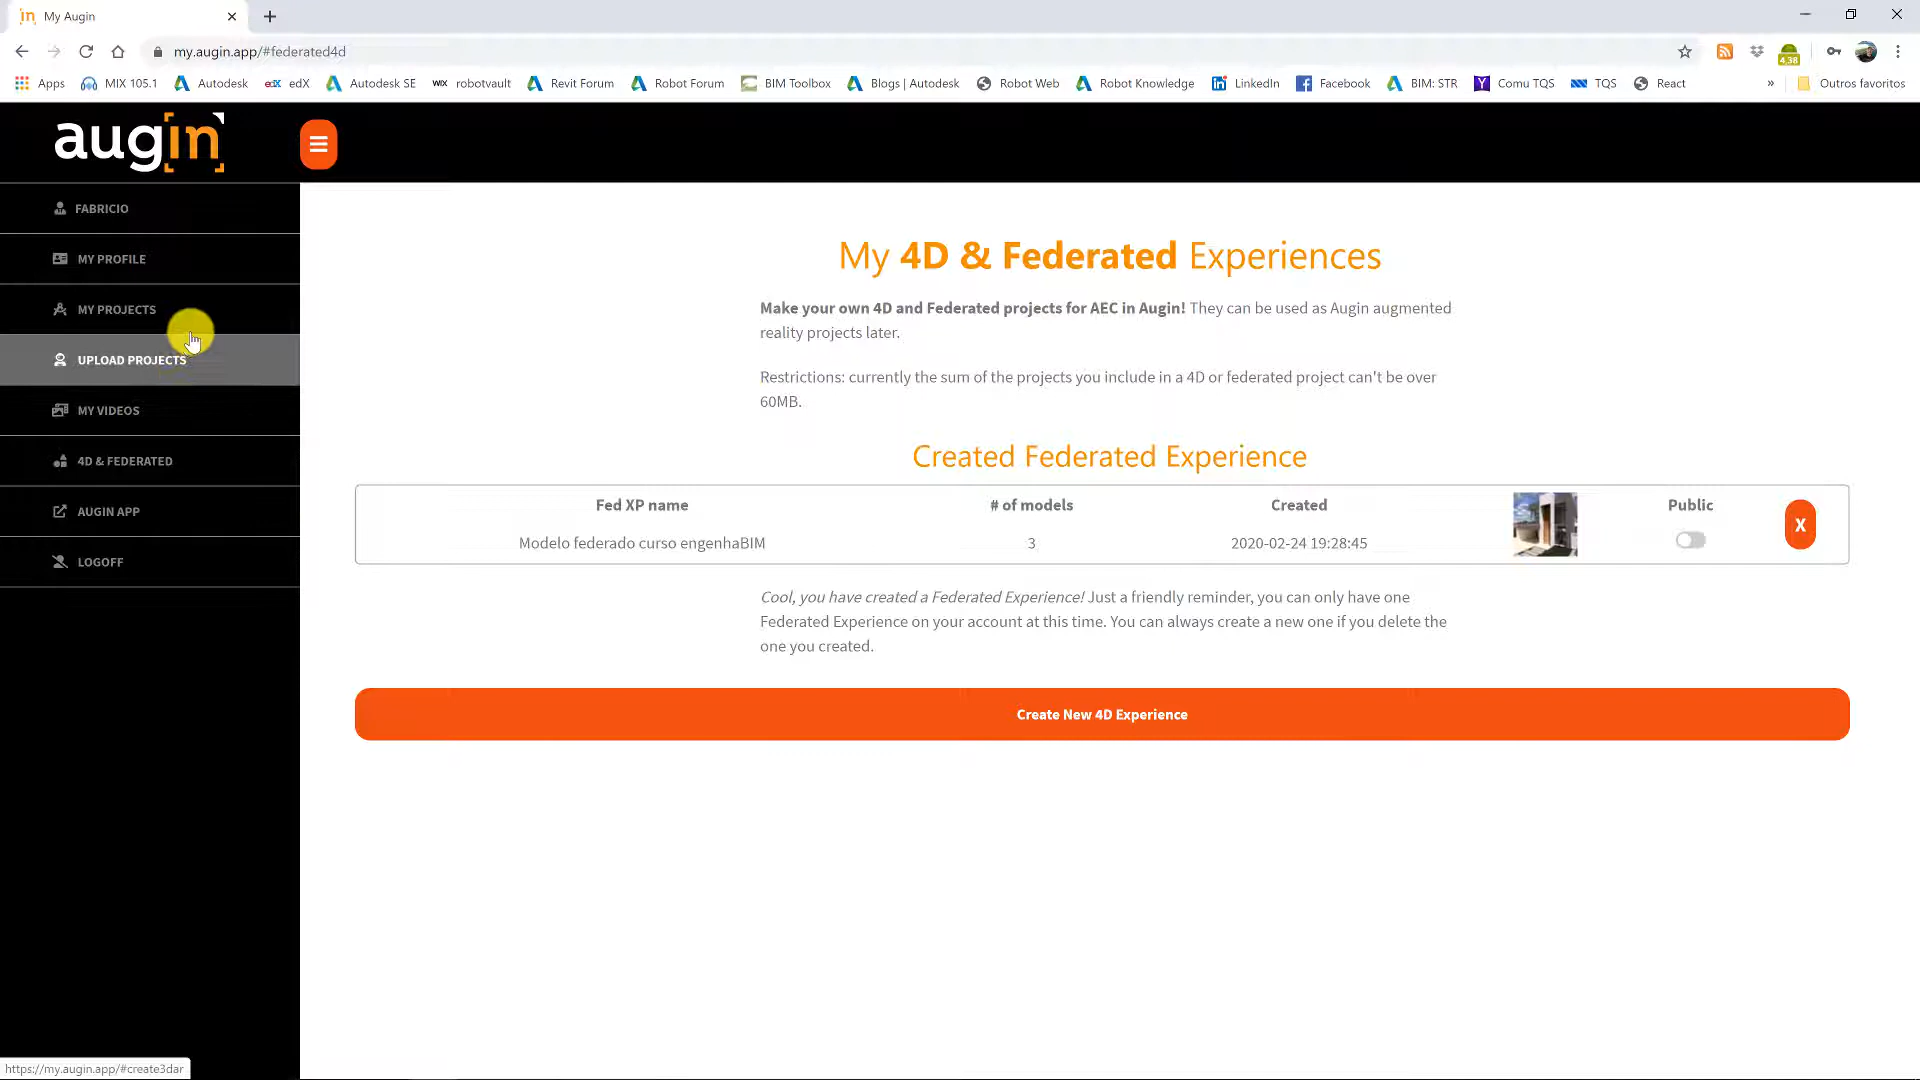 My Augin
my.augin.app/#federated4d
4,38
Apps MIX 105.1 Autodesk edX Autodesk SE WIX robotvault Revit Forum Robot Forum BIM Toolbox Blogs | Autodesk Robot Web Robot Knowledge LinkedIn Facebook BIM: STR Comu TQS TQS React » Outros favoritos
augin
FABRICIO
MY PROFILE
MY PROJECTS
UPLOAD PROJECTS
MY VIDEOS
4D & FEDERATED
AUGIN APP
LOGOFF
My 4D & Federated Experiences
Make your own 4D and Federated projects for AEC in Augin! They can be used as Augin augmented
reality projects later.
Restrictions: currently the sum of the projects you include in a 4D or federated project can't be over
60MB.
Created Federated Experience
Fed XP name # of models Created Public
Modelo federado curso engenhaBIM 3 2020-02-24 19:28:45 X
Cool, you have created a Federated Experience! Just a friendly reminder, you can only have one
Federated Experience on your account at this time. You can always create a new one if you delete the
one you created.
Create New 4D Experience
https://my.augin.app/#create3dar